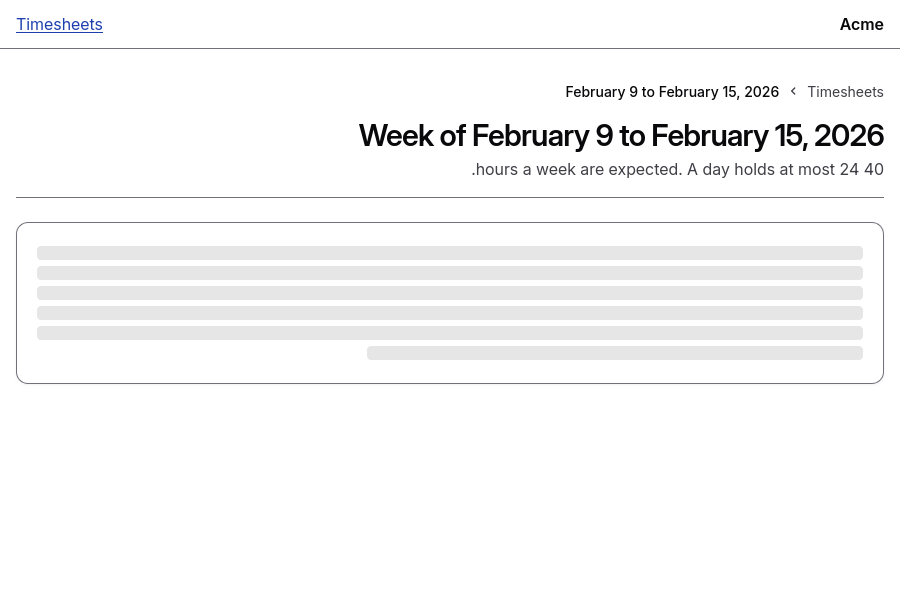 Acme
Timesheets
Timesheets
February 9 to February 15, 2026
Week of February 9 to February 15, 2026
40 hours a week are expected. A day holds at most 24.